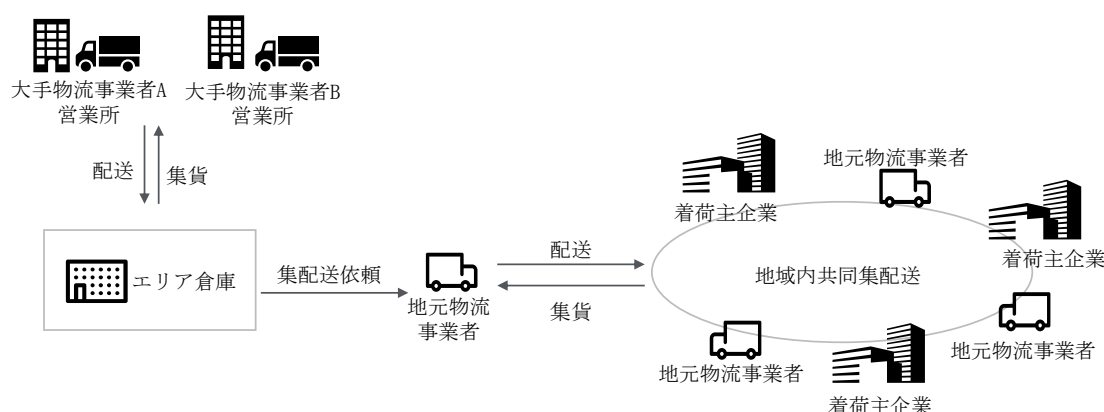 大手物流事業者A
営業所
大手物流事業者B
営業所
配送
集貨
エリア倉庫
集配送依頼
地元物流
事業者
配送
集貨
着荷主企業
地元物流事業者
着荷主企業
地域内共同集配送
地元物流事業者
地元物流事業者
着荷主企業